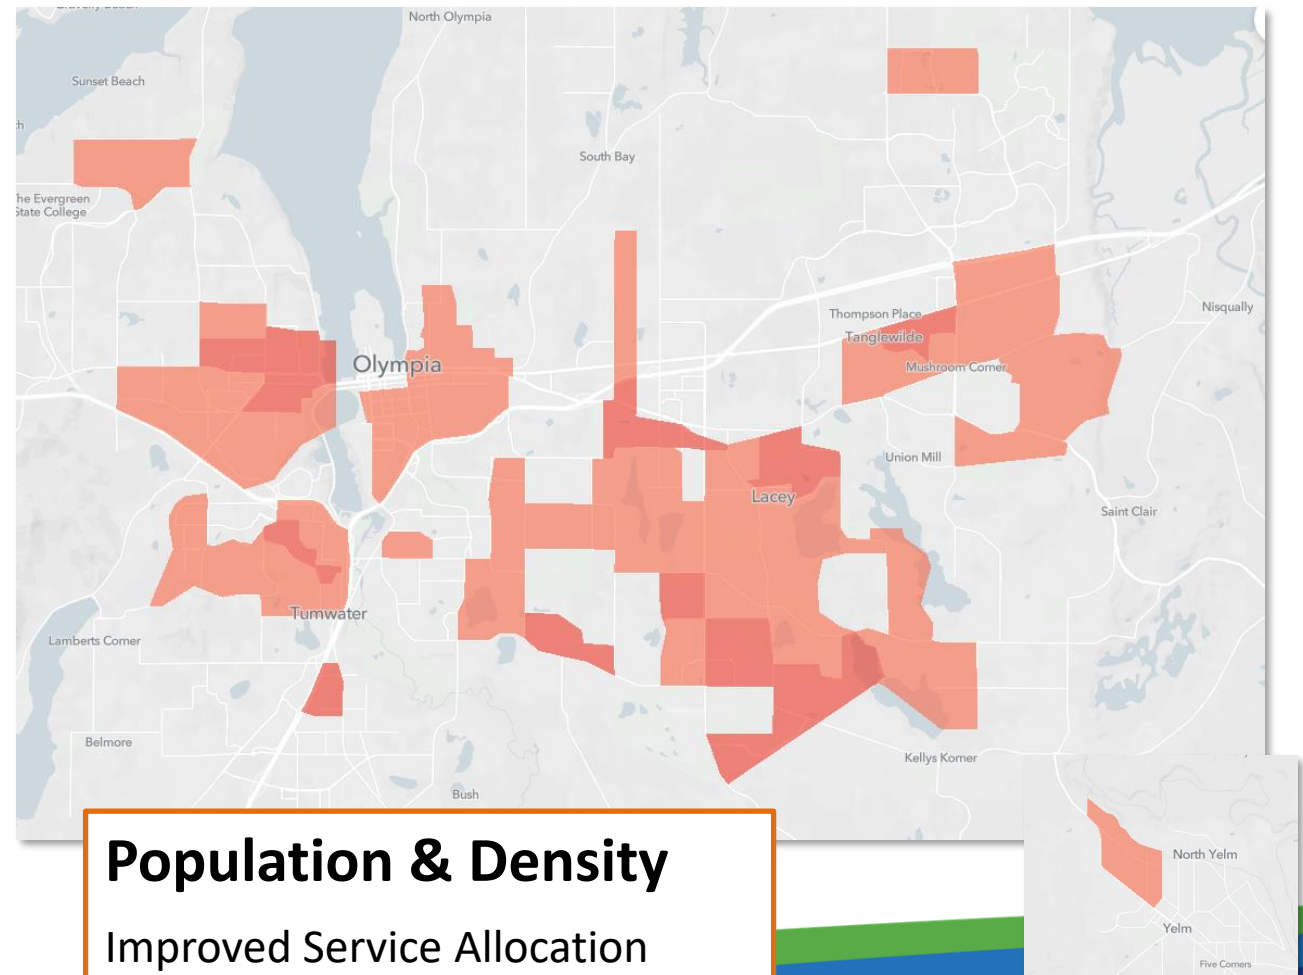 North Olympia
Sunset Beach
South Bay
he Evergreen
State College
Nisqually
Thompson Place
Tanglewilde
Olympia
Mushroom Corner
Union Mill
Lacey
Saint Clair
Tumwater
Lamberts Corner
Belmore
Kellys Korner
Bush
Population & Density
Improved Service Allocation
North Yelm
Yelm
Five Corners